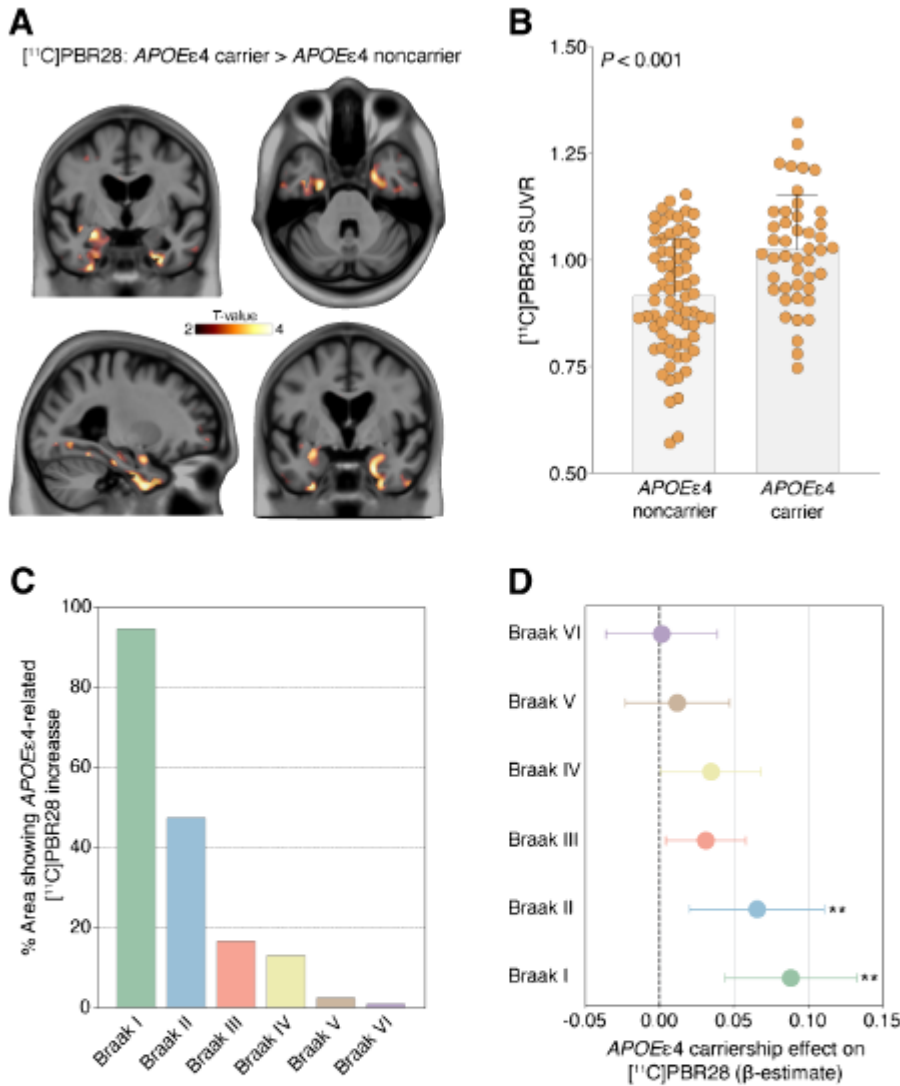 A
[¹¹C]PBR28: APOEε4 carrier > APOEε4 noncarrier
T-value
2 4
B
P < 0.001
1.50
1.25
1.00
0.75
0.50
[¹¹C]PBR28 SUVR
APOEε4
noncarrier
APOEε4
carrier
C
% Area showing APOEε4-related
[¹¹C]PBR28 increasse
100
80
60
40
20
0
Braak I
Braak II
Braak III
Braak IV
Braak V
Braak VI
D
Braak VI
Braak V
Braak IV
Braak III
Braak II
**
Braak I
**
-0.05 0.00 0.05 0.10 0.15
APOEε4 carriership effect on
[¹¹C]PBR28 (β-estimate)